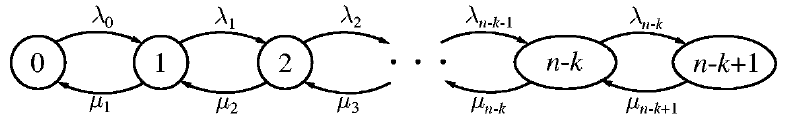 λ0 λ1 λ2 λn-k-1 λn-k
0 1 2 · · · n-k n-k+1
μ1 μ2 μ3 μn-k μn-k+1